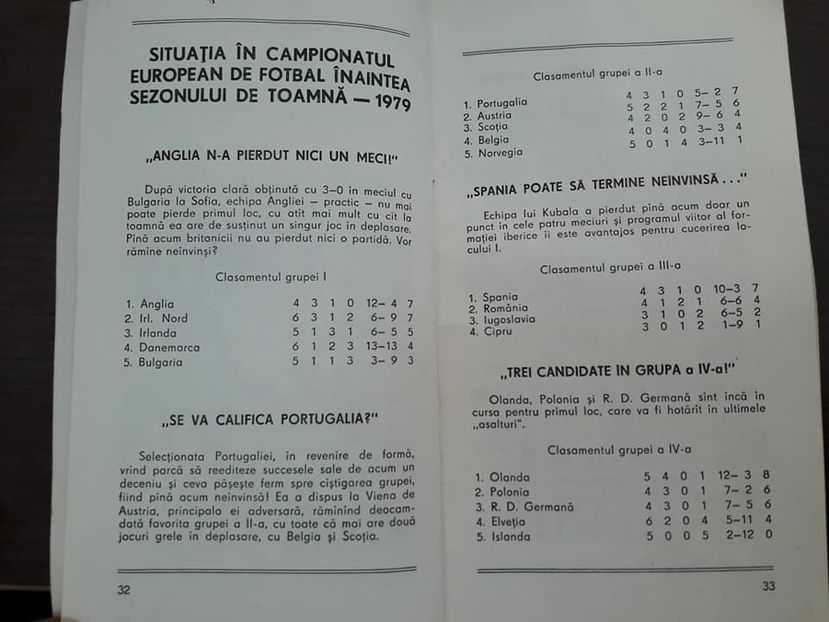 SITUAȚIA ÎN CAMPIONATUL
EUROPEAN DE FOTBAL ÎNAINTEA
SEZONULUI DE TOAMNĂ — 1979
„ANGLIA N-A PIERDUT NICI UN MECI!"
După victoria clară obținută cu 3—0 în meciul cu
Bulgaria la Sofia, echipa Angliei — practic — nu mai
poate pierde primul loc, cu atît mai mult cu cît la
toamnă ea are de susținut un singur joc în deplasare.
Pînă acum britanicii nu au pierdut nici o partidă. Vor
rămîne neînvinși?
Clasamentul grupei I
1. Anglia 4 3 1 0 12— 4 7
2. Irl. Nord 6 3 1 2 6— 9 7
3. Irlanda 5 1 3 1 6— 5 5
4. Danemarca 6 1 2 3 13—13 4
5. Bulgaria 5 1 1 3 3— 9 3
„SE VA CALIFICA PORTUGALIA?"
Selecționata Portugaliei, în revenire de formă,
vrînd parcă să reediteze succesele sale de acum un
deceniu și ceva pășește ferm spre cîștigarea grupei,
fiind pînă acum neînvinsă! Ea a dispus la Viena de
Austria, principala ei adversară, rămînînd deocam-
dată favorita grupei a II-a, cu toate că mai are două
jocuri grele în deplasare, cu Belgia și Scoția.
32
Clasamentul grupei a II-a
1. Portugalia 4 3 1 0 5— 2 7
2. Austria 5 2 2 1 7— 5 6
3. Scoția 4 2 0 2 9— 6 4
4. Belgia 4 0 4 0 3— 3 4
5. Norvegia 5 0 1 4 3—11 1
„SPANIA POATE SĂ TERMINE NEÎNVINSĂ..."
Echipa lui Kubala a pierdut pînă acum doar un
punct în cele patru meciuri și programul viitor al for-
mației iberice îi este avantajos pentru cucerirea lo-
cului I.
Clasamentul grupei a III-a
1. Spania 4 3 1 0 10—3 7
2. România 4 1 2 1 6—6 4
3. Iugoslavia 3 1 0 2 6—5 2
4. Cipru 3 0 1 2 1—9 1
„TREI CANDIDATE ÎN GRUPA a IV-a!"
Olanda, Polonia și R. D. Germană sînt încă în
cursa pentru primul loc, care va fi hotărît în ultimele
„asalturi".
Clasamentul grupei a IV-a
1. Olanda 5 4 0 1 12— 3 8
2. Polonia 4 3 0 1 7— 2 6
3. R. D. Germană 4 3 0 1 7— 5 6
4. Elveția 6 2 0 4 5—11 4
5. Islanda 5 0 0 5 2—12 0
33